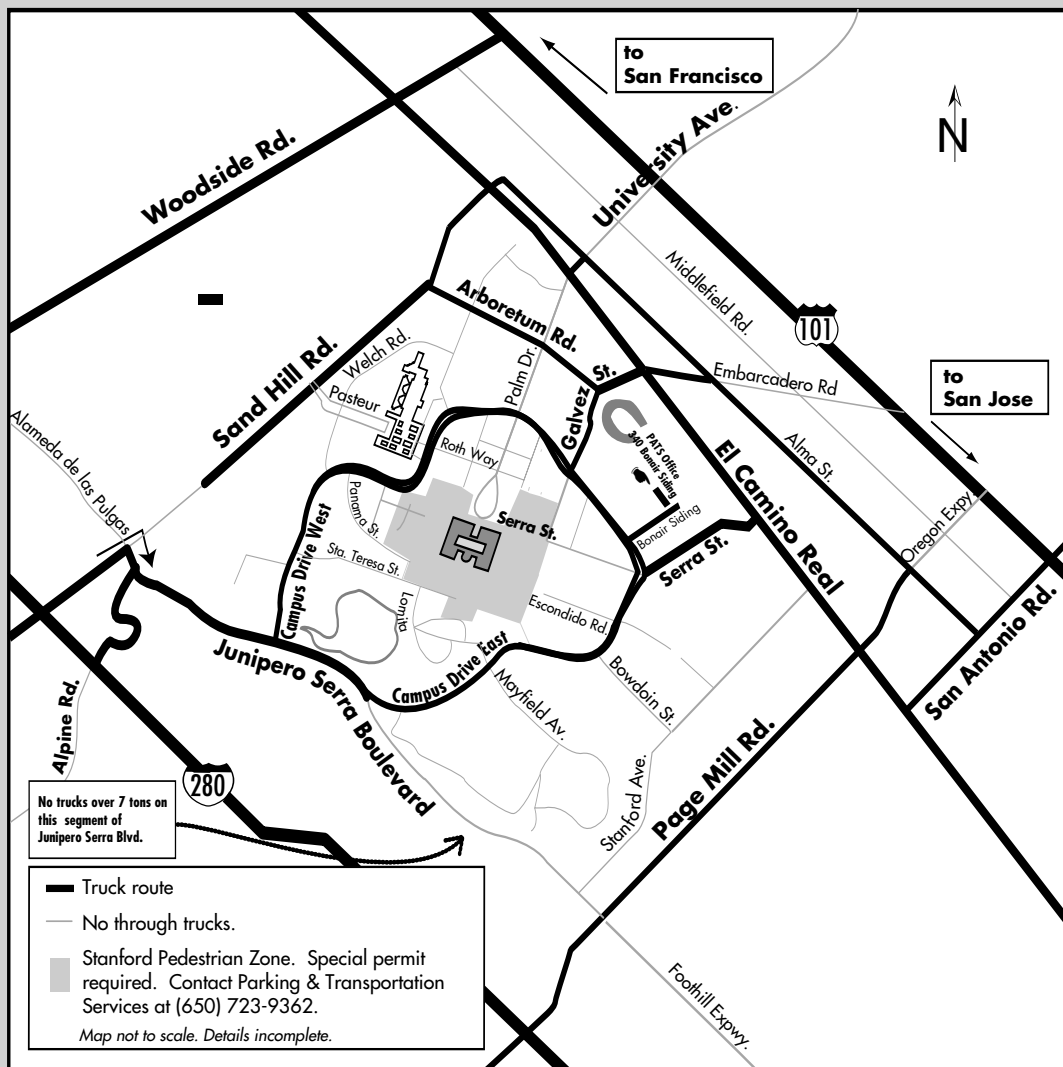 to
San Francisco
N
University Ave.
Woodside Rd.
Middlefield Rd.
101
Arboretum Rd.
Sand Hill Rd.
Welch Rd.
Palm Dr.
St.
Galvez
Embarcadero Rd
to
San Jose
Pasteur
Alameda de las Pulgas
Roth Way
PATS Office
340 Bonair Siding
El Camino Real
Alma St.
Oregon Expy.
Panama St.
Serra St.
Bonair Siding
Serra St.
Campus Drive West
Sta. Teresa St.
Lomita
Escondido Rd.
San Antonio Rd.
Junipero Serra Boulevard
Campus Drive East
Mayfield Av.
Bowdoin St.
Alpine Rd.
280
Stanford Ave.
Page Mill Rd.
No trucks over 7 tons on
this segment of
Junipero Serra Blvd.
Truck route
No through trucks.
Stanford Pedestrian Zone. Special permit
required. Contact Parking & Transportation
Services at (650) 723-9362.
Map not to scale. Details incomplete.
Foothill Expwy.